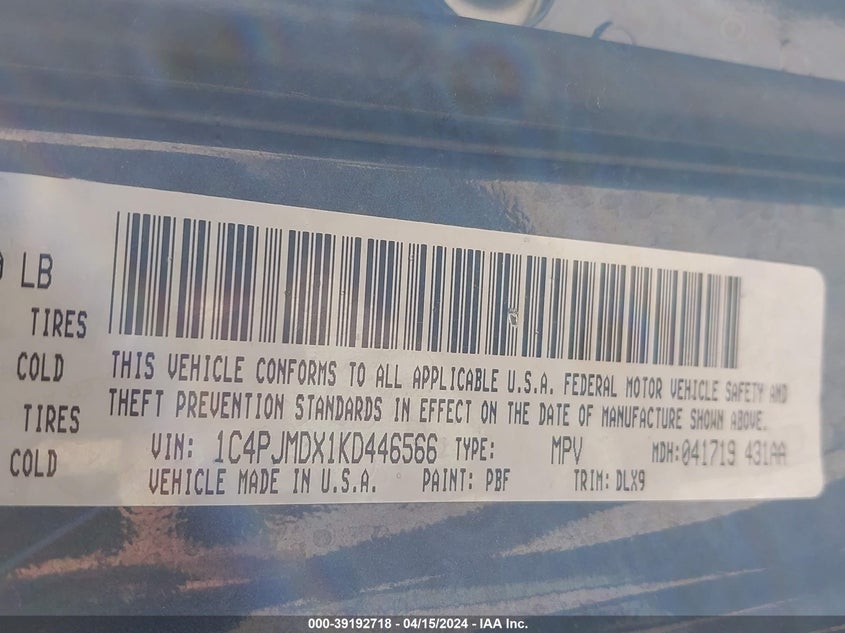 LB
TIRES
COLD
TIRES
COLD
THIS VEHICLE CONFORMS TO ALL APPLICABLE U.S.A. FEDERAL MOTOR VEHICLE SAFETY AND
THEFT PREVENTION STANDARDS IN EFFECT ON THE DATE OF MANUFACTURE SHOWN ABOVE.
VIN: 1C4PJMDX1KD446566 TYPE: MPV MDH:041719 431AA
VEHICLE MADE IN U.S.A. PAINT: PBF TRIM: DLX9
000-39192718 - 04/15/2024 - IAA Inc.